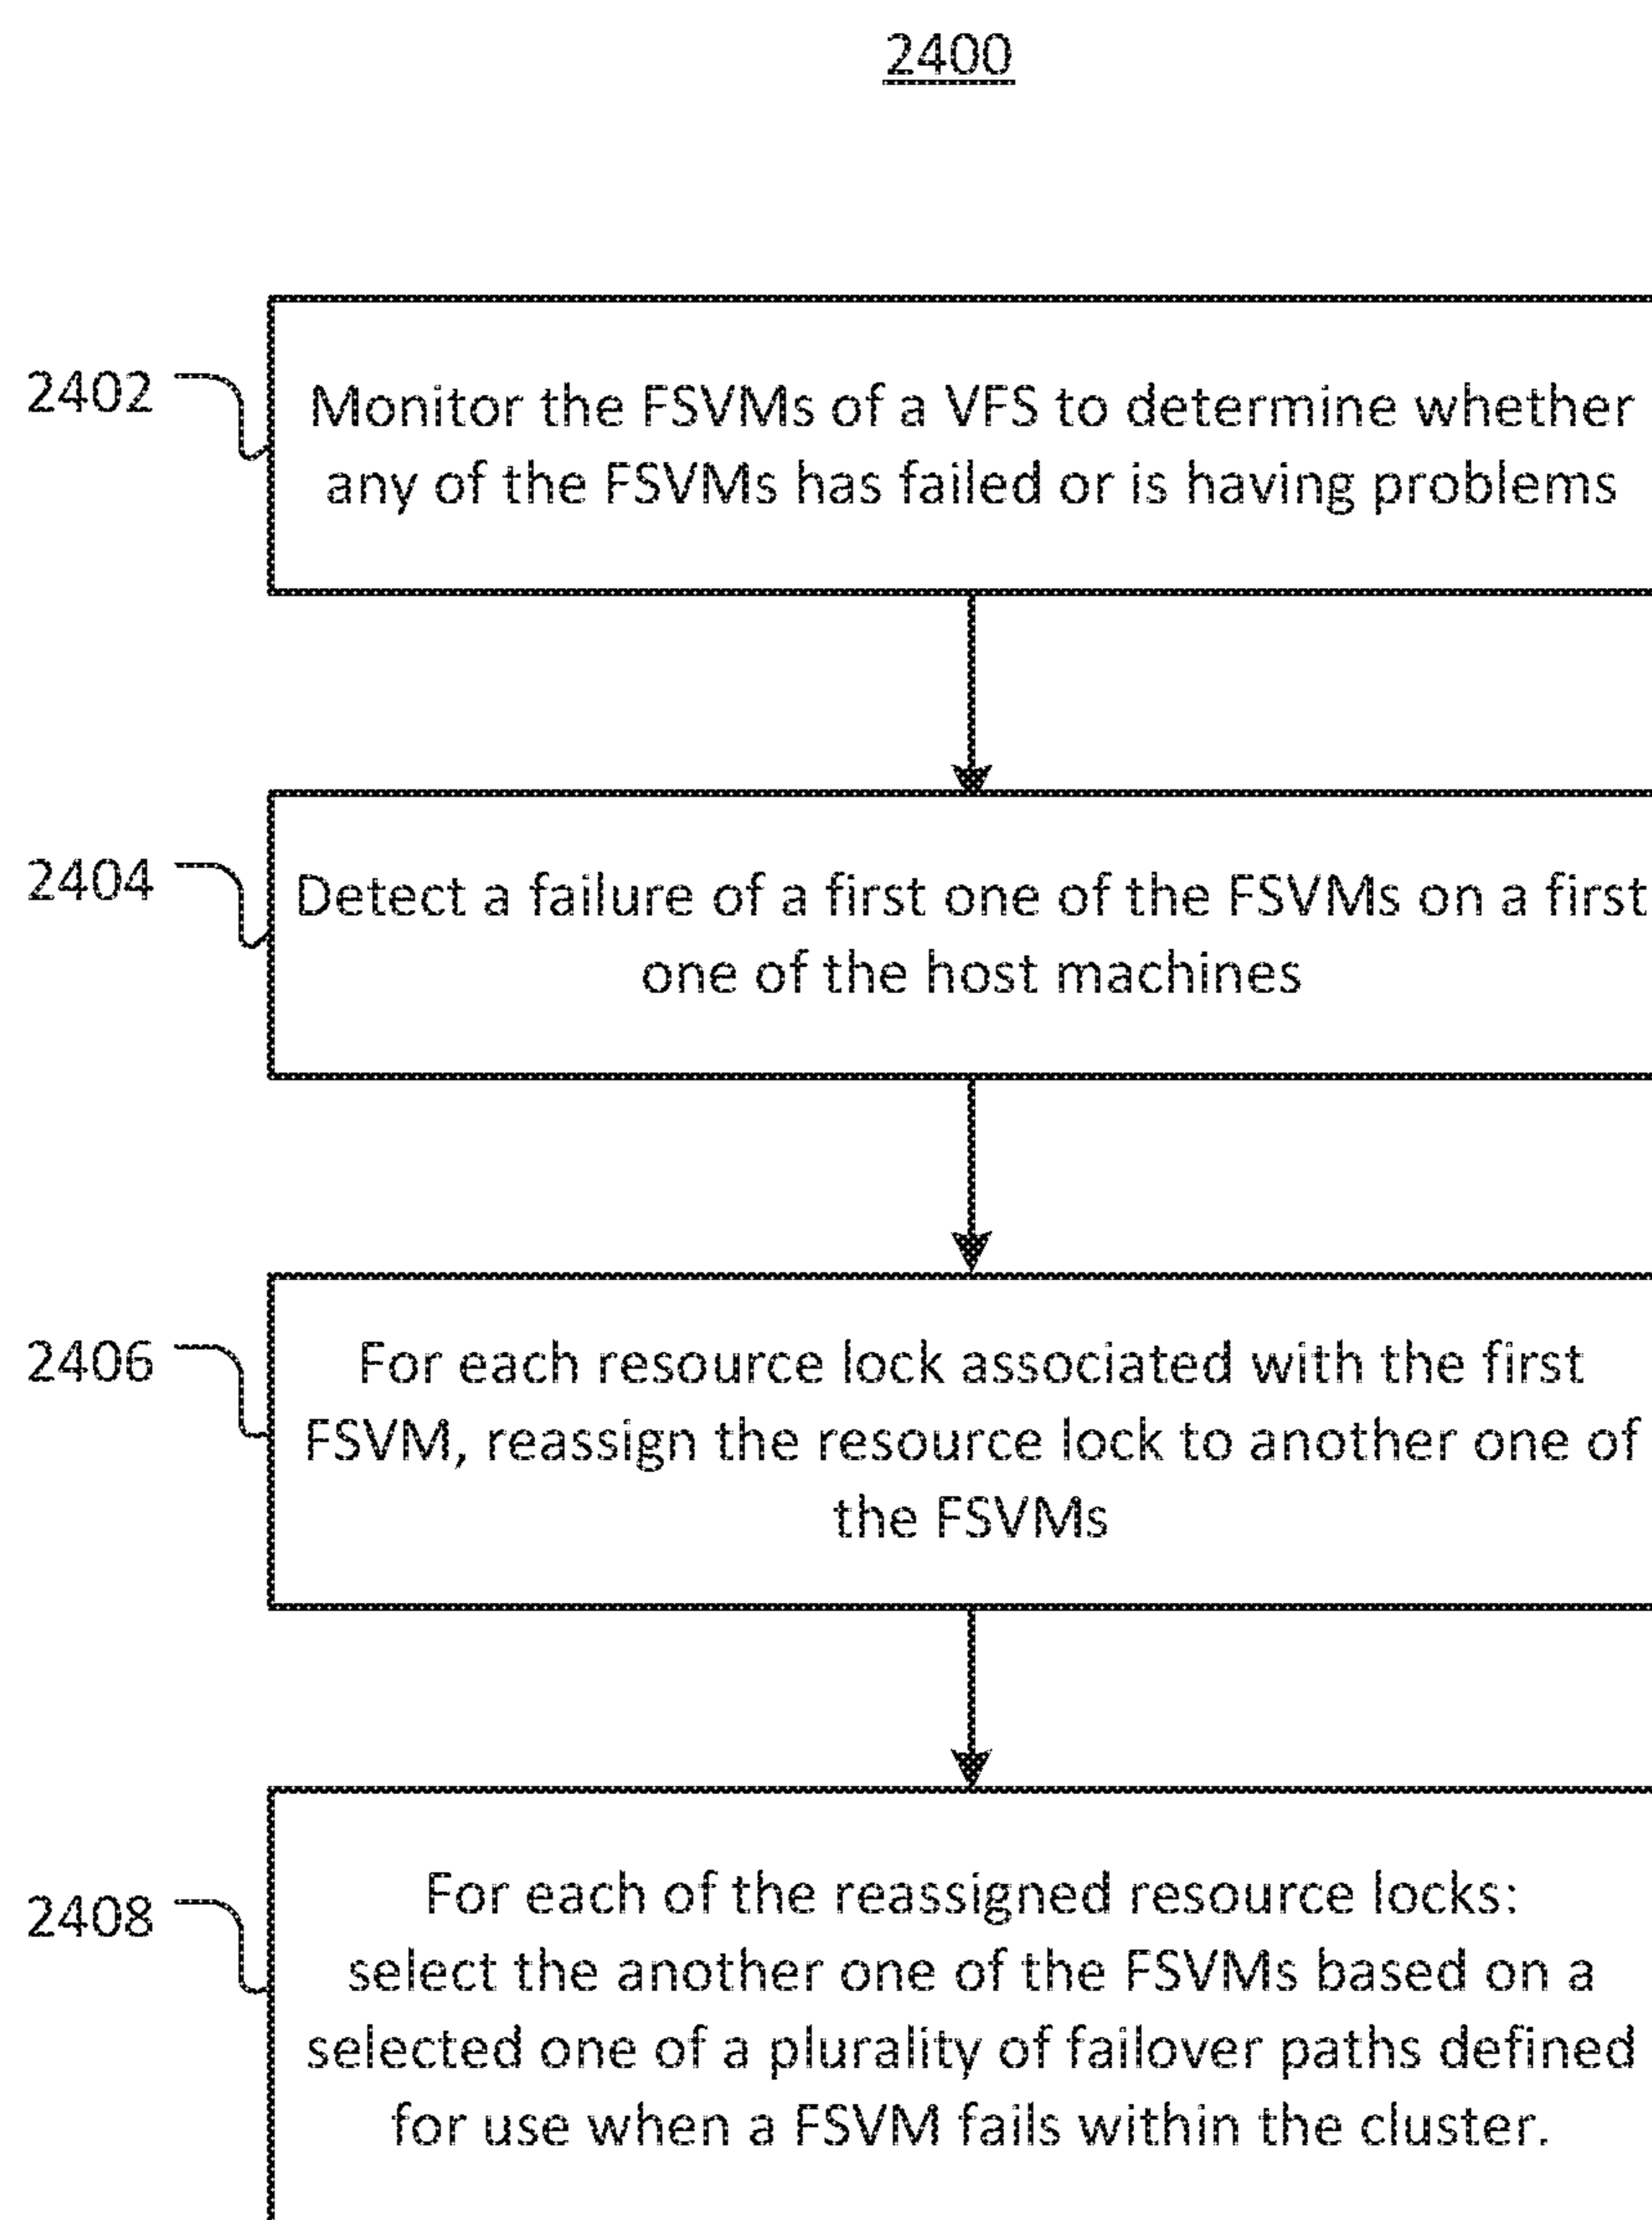 2400
2402
Monitor the FSVMs of a VFS to determine whether
any of the FSVMs has failed or is having problems
2404
Detect a failure of a first one of the FSVMs on a first
one of the host machines
2406
For each resource lock associated with the first
FSVM, reassign the resource lock to another one of
the FSVMs
2408
For each of the reassigned resource locks:
select the another one of the FSVMs based on a
selected one of a plurality of failover paths defined
for use when a FSVM fails within the cluster.